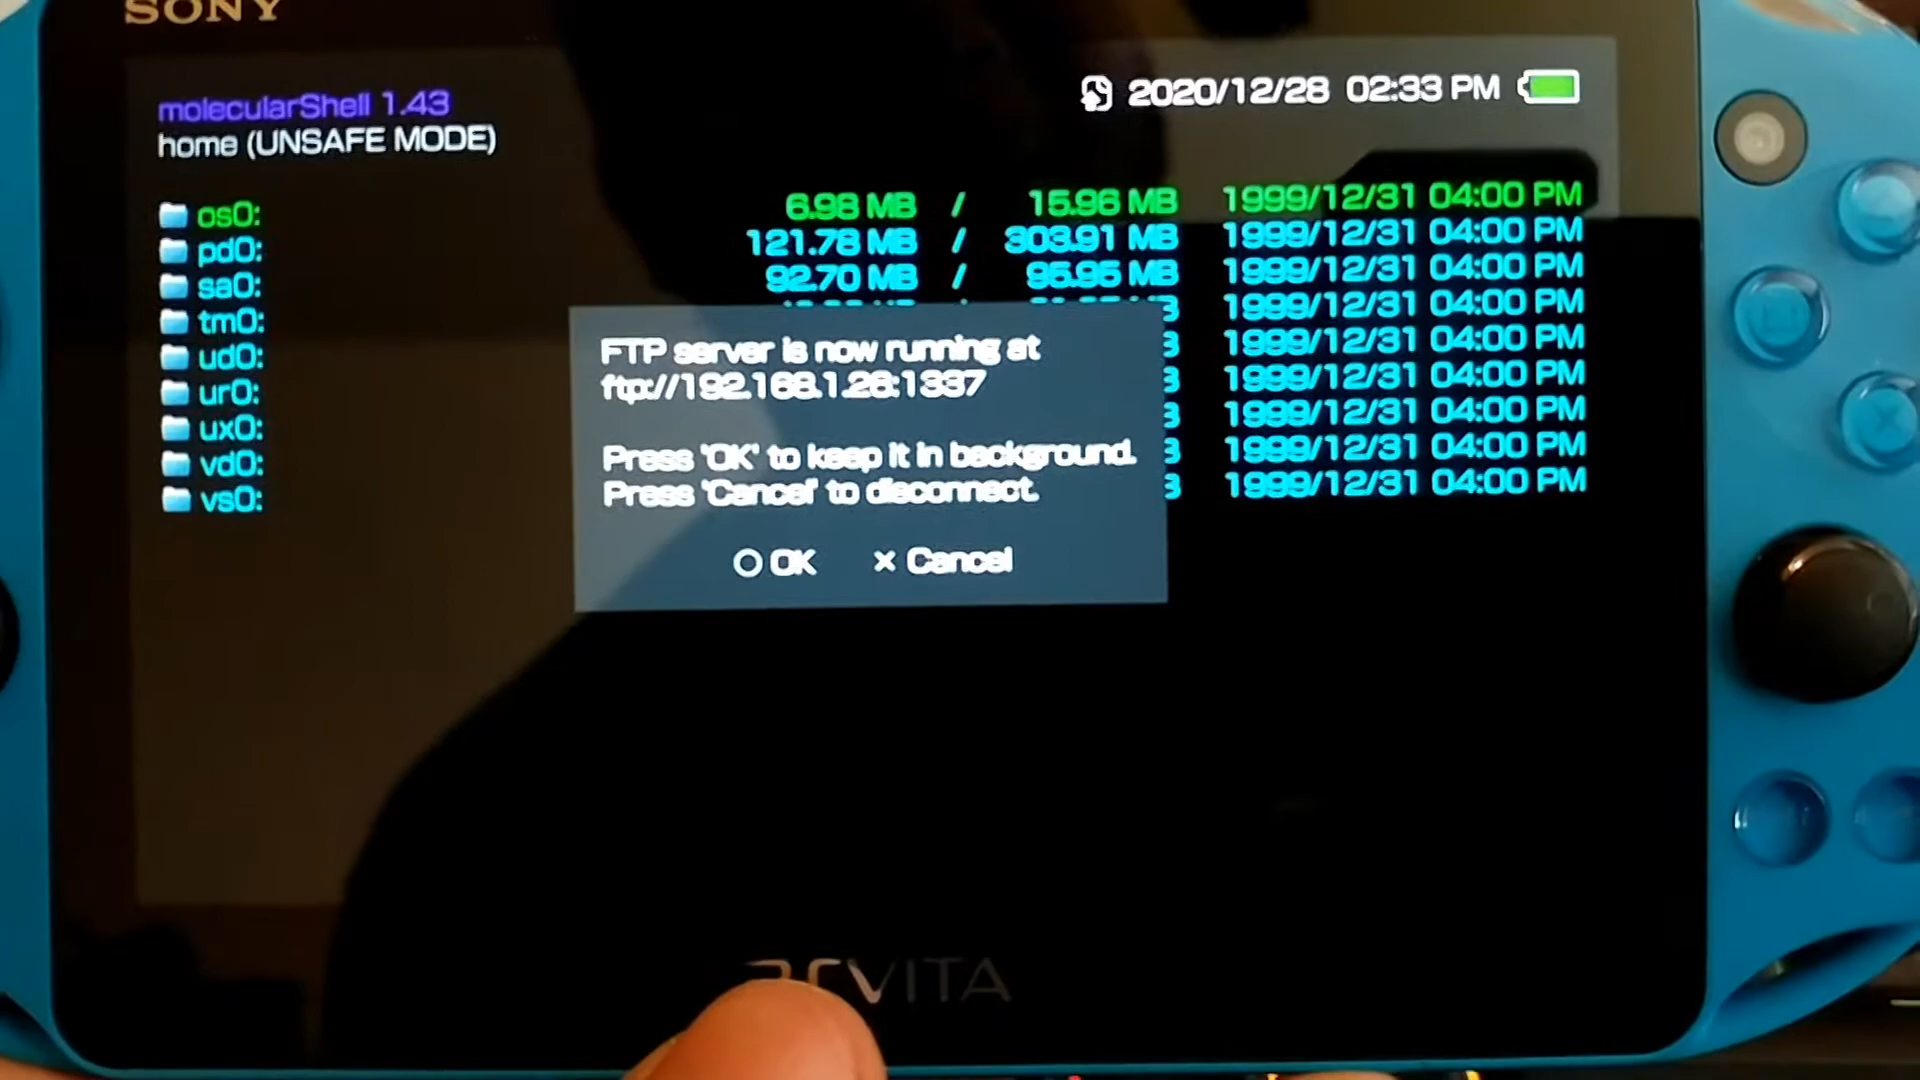 SONY
molecularShell 1.43
2020/12/28 02:33 PM
home (UNSAFE MODE)
os0: 6.98 MB / 15.96 MB 1999/12/31 04:00 PM
pd0: 121.78 MB / 303.91 MB 1999/12/31 04:00 PM
sa0: 92.70 MB / 95.95 MB 1999/12/31 04:00 PM
tm0: 1999/12/31 04:00 PM
ud0: 1999/12/31 04:00 PM
ur0: 1999/12/31 04:00 PM
ux0: 1999/12/31 04:00 PM
vd0: 1999/12/31 04:00 PM
vs0: 1999/12/31 04:00 PM
FTP server is now running at
ftp://192.168.1.26:1337
Press 'OK' to keep it in background.
Press 'Cancel' to disconnect.
OK × Cancel
PSVITA